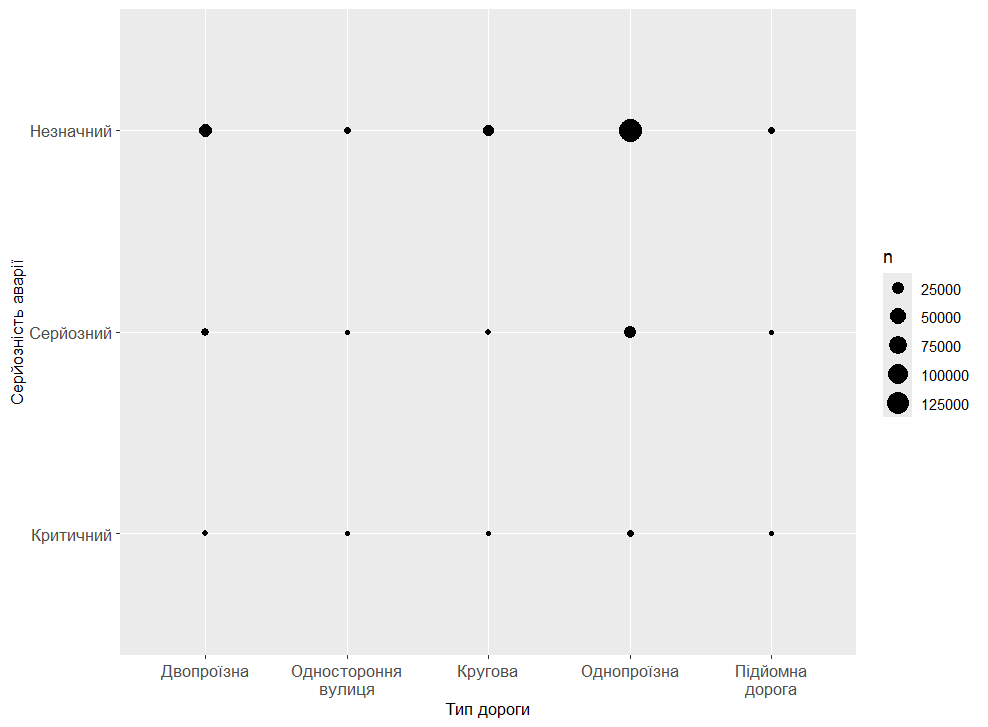 Незначний
Серйозний
Критичний
Серйозність аварії
Двопроїзна
Одностороння
вулиця
Кругова
Однопроїзна
Підйомна
дорога
Тип дороги
n
25000
50000
75000
100000
125000